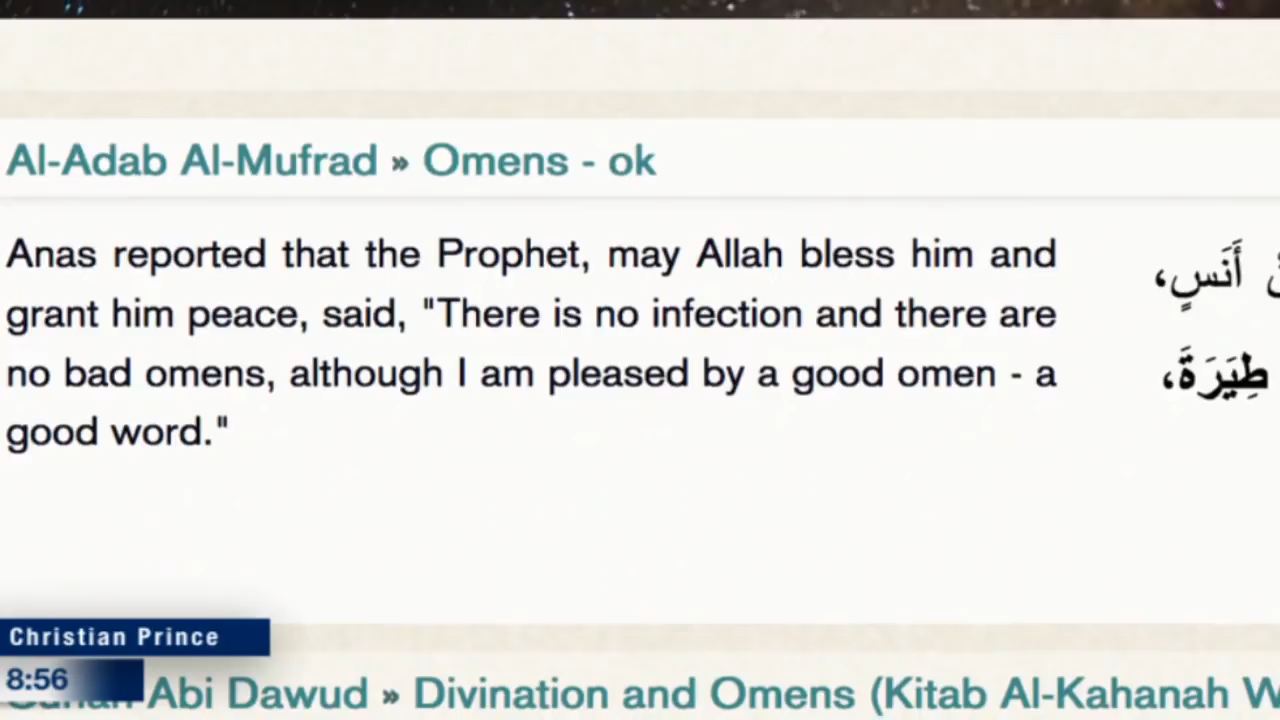 Al-Adab Al-Mufrad » Omens - ok
Anas reported that the Prophet, may Allah bless him and
grant him peace, said, "There is no infection and there are
no bad omens, although I am pleased by a good omen - a
good word."
أَنَسٍ،
طِيَرَةَ،
Christian Prince
8:56
Abi Dawud » Divination and Omens (Kitab Al-Kahanah W